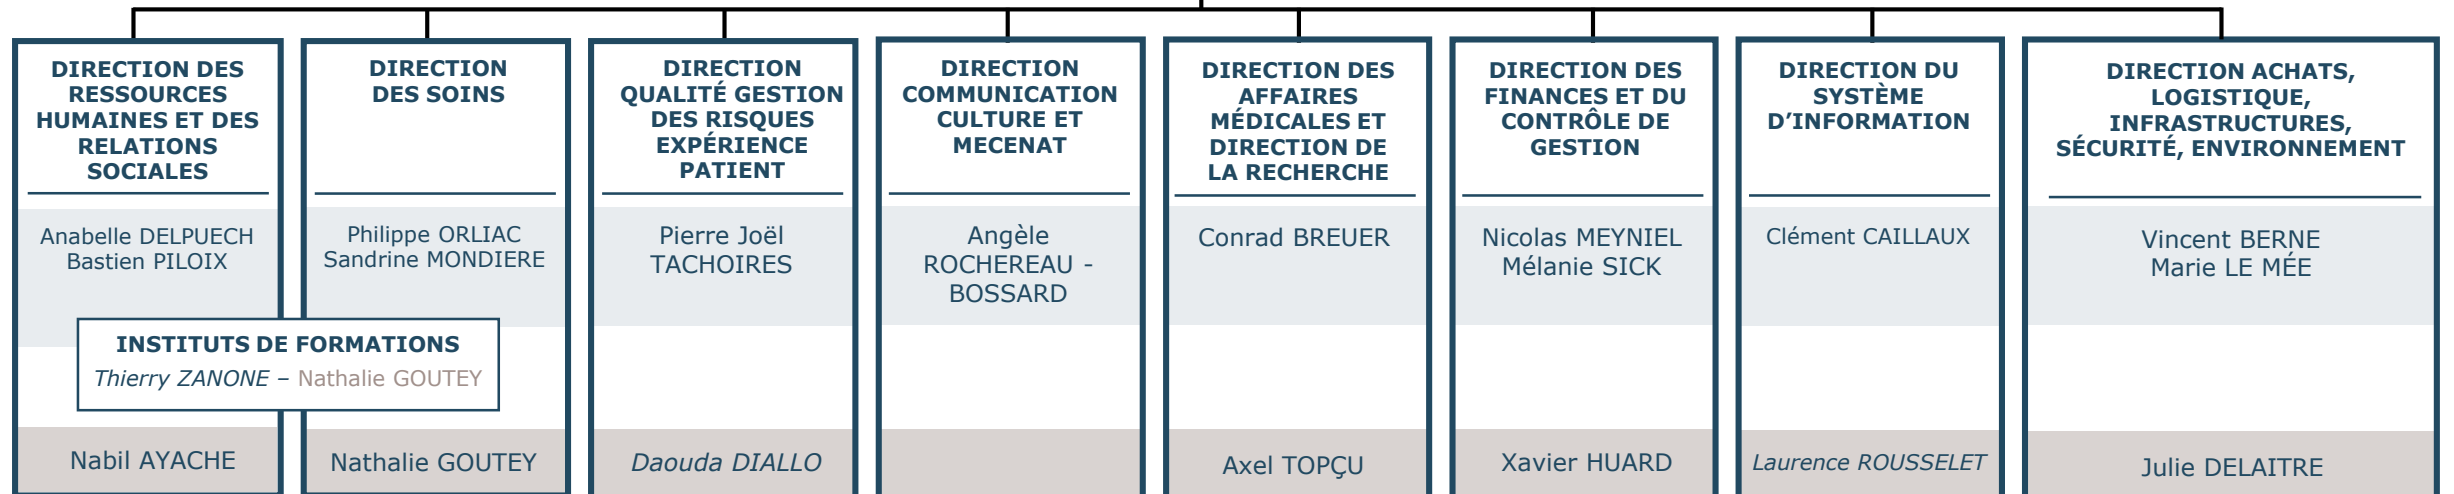 DIRECTION DES
RESSOURCES
HUMAINES ET DES
RELATIONS
SOCIALES
Anabelle DELPUECH
Bastien PILOIX
DIRECTION
DES SOINS
Philippe ORLIAC
Sandrine MONDIERE
INSTITUTS DE FORMATIONS
Thierry ZANONE – Nathalie GOUTEY
Nabil AYACHE
Nathalie GOUTEY
DIRECTION
QUALITÉ GESTION
DES RISQUES
EXPÉRIENCE
PATIENT
Pierre Joël
TACHOIRES
Daouda DIALLO
DIRECTION
COMMUNICATION
CULTURE ET
MECENAT
Angèle
ROCHEREAU -
BOSSARD
DIRECTION DES
AFFAIRES
MÉDICALES ET
DIRECTION DE
LA RECHERCHE
Conrad BREUER
Axel TOPÇU
DIRECTION DES
FINANCES ET DU
CONTRÔLE DE
GESTION
Nicolas MEYNIEL
Mélanie SICK
Xavier HUARD
DIRECTION DU
SYSTÈME
D’INFORMATION
Clément CAILLAUX
Laurence ROUSSELET
DIRECTION ACHATS,
LOGISTIQUE,
INFRASTRUCTURES,
SÉCURITÉ, ENVIRONNEMENT
Vincent BERNE
Marie LE MÉE
Julie DELAITRE